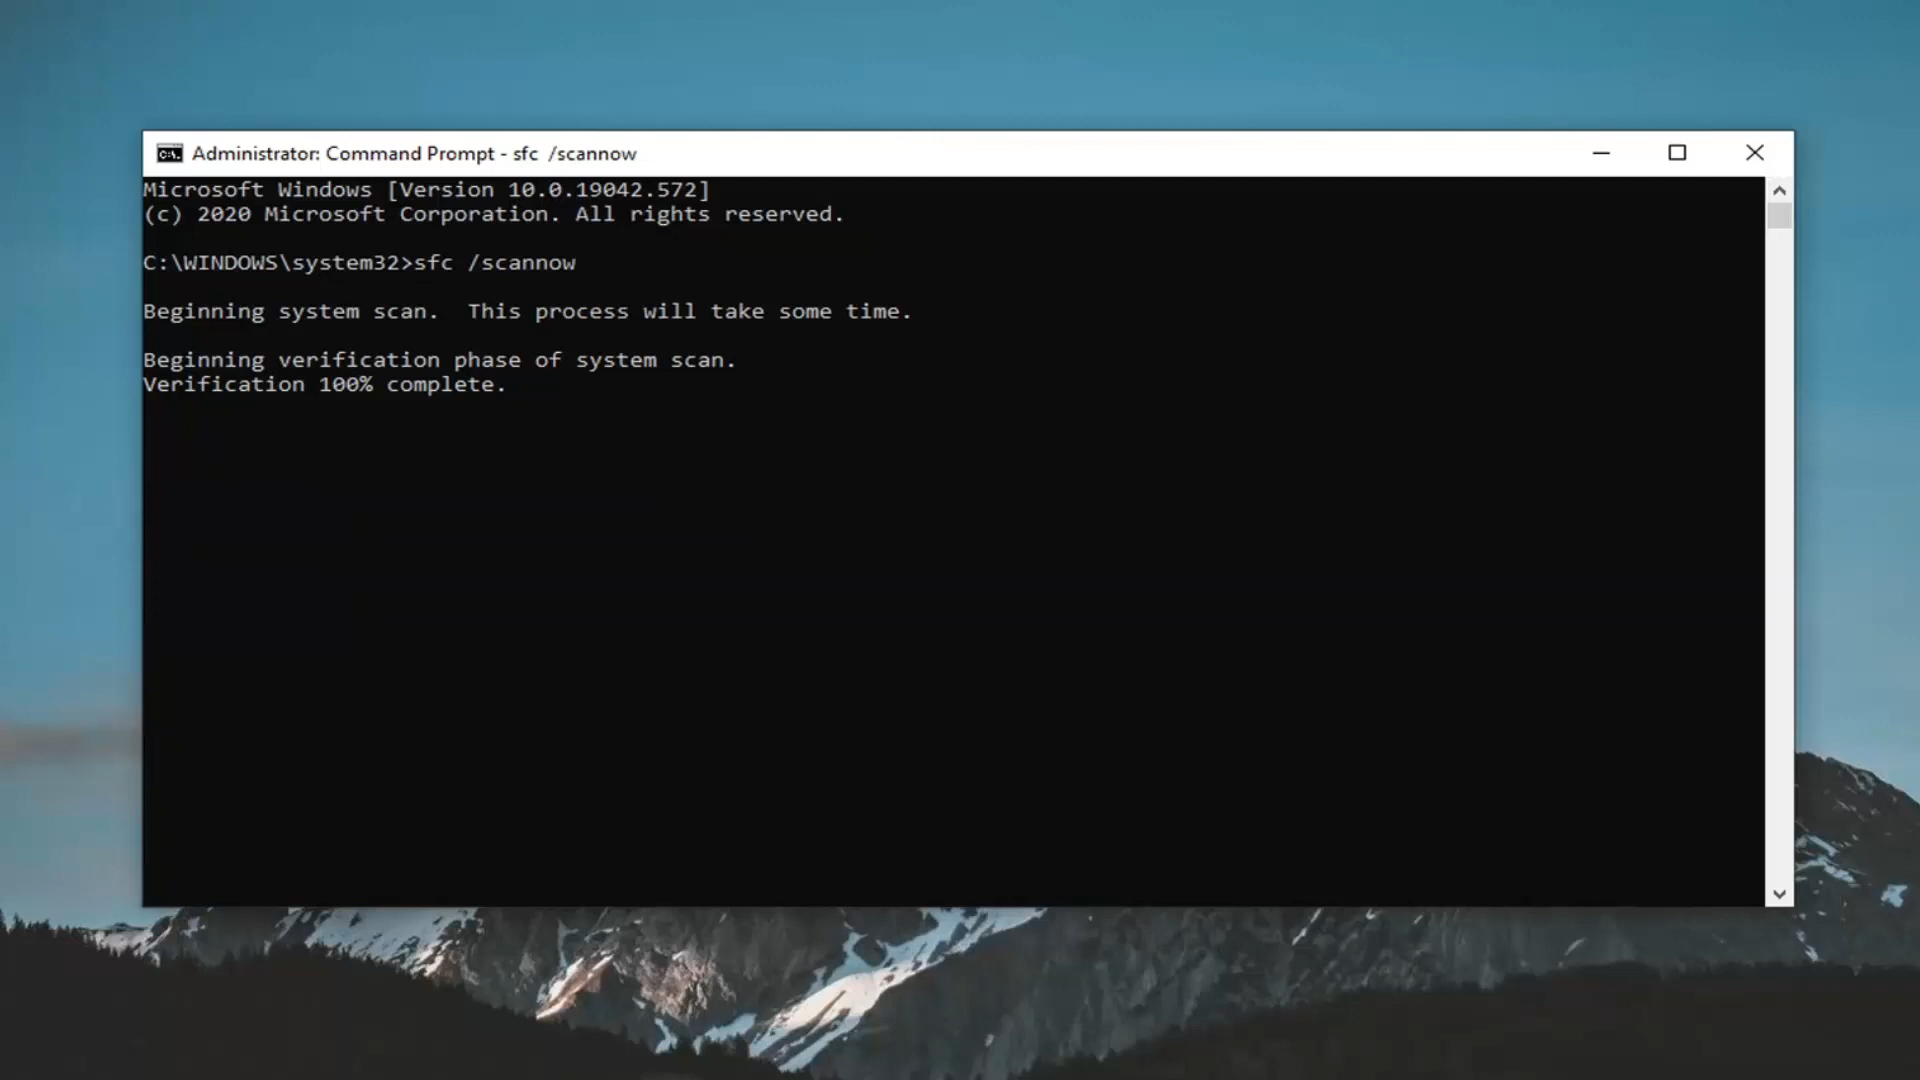 Administrator: Command Prompt - sfc  /scannow
Microsoft Windows [Version 10.0.19042.572]
(c) 2020 Microsoft Corporation. All rights reserved.
C:\WINDOWS\system32>sfc /scannow
Beginning system scan.  This process will take some time.
Beginning verification phase of system scan.
Verification 100% complete.